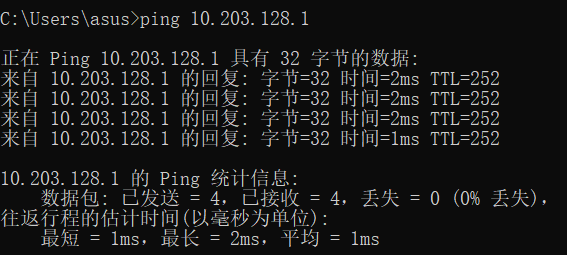 C:\Users\asus>ping 10.203.128.1
正在 Ping 10.203.128.1 具有 32 字节的数据:
来自 10.203.128.1 的回复: 字节=32 时间=2ms TTL=252
来自 10.203.128.1 的回复: 字节=32 时间=2ms TTL=252
来自 10.203.128.1 的回复: 字节=32 时间=2ms TTL=252
来自 10.203.128.1 的回复: 字节=32 时间=1ms TTL=252
10.203.128.1 的 Ping 统计信息:
数据包: 已发送 = 4，已接收 = 4，丢失 = 0 (0% 丢失)，
往返行程的估计时间(以毫秒为单位):
最短 = 1ms，最长 = 2ms，平均 = 1ms